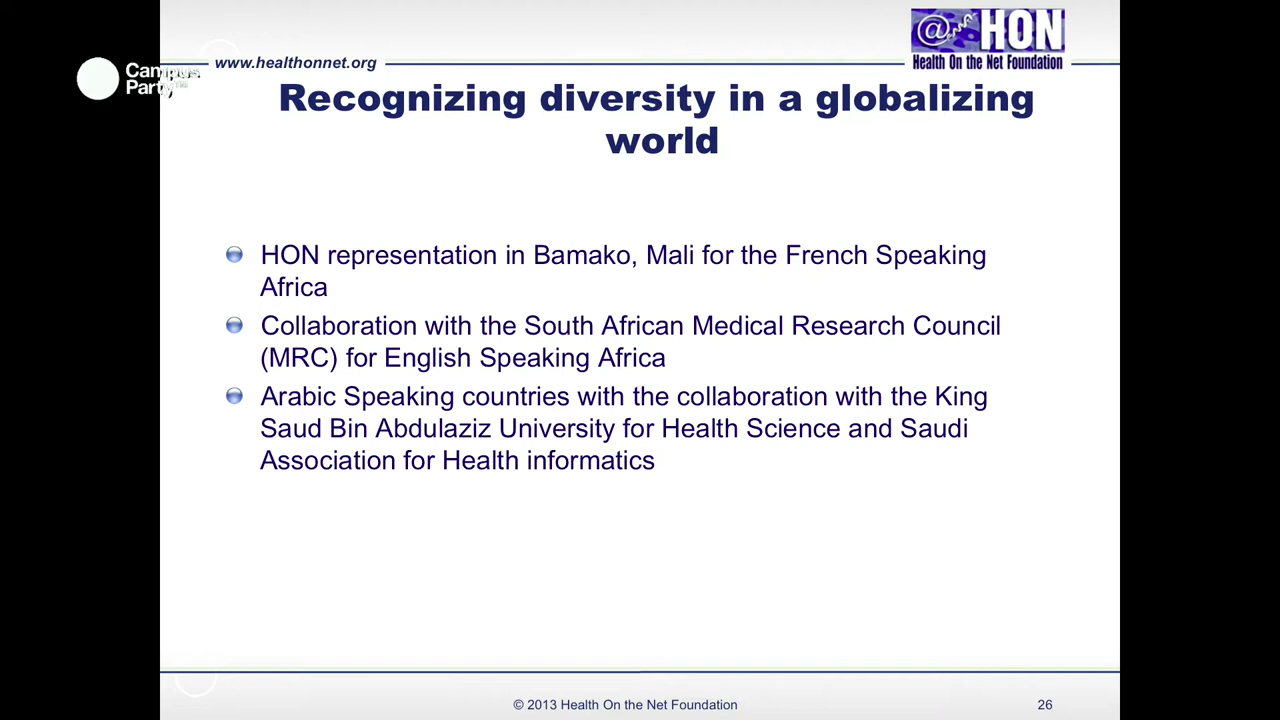 @ HON
Health On the Net Foundation
www.healthonnet.org
Campus
Party
Recognizing diversity in a globalizing
world
HON representation in Bamako, Mali for the French Speaking
Africa
Collaboration with the South African Medical Research Council
(MRC) for English Speaking Africa
Arabic Speaking countries with the collaboration with the King
Saud Bin Abdulaziz University for Health Science and Saudi
Association for Health informatics
© 2013 Health On the Net Foundation
26